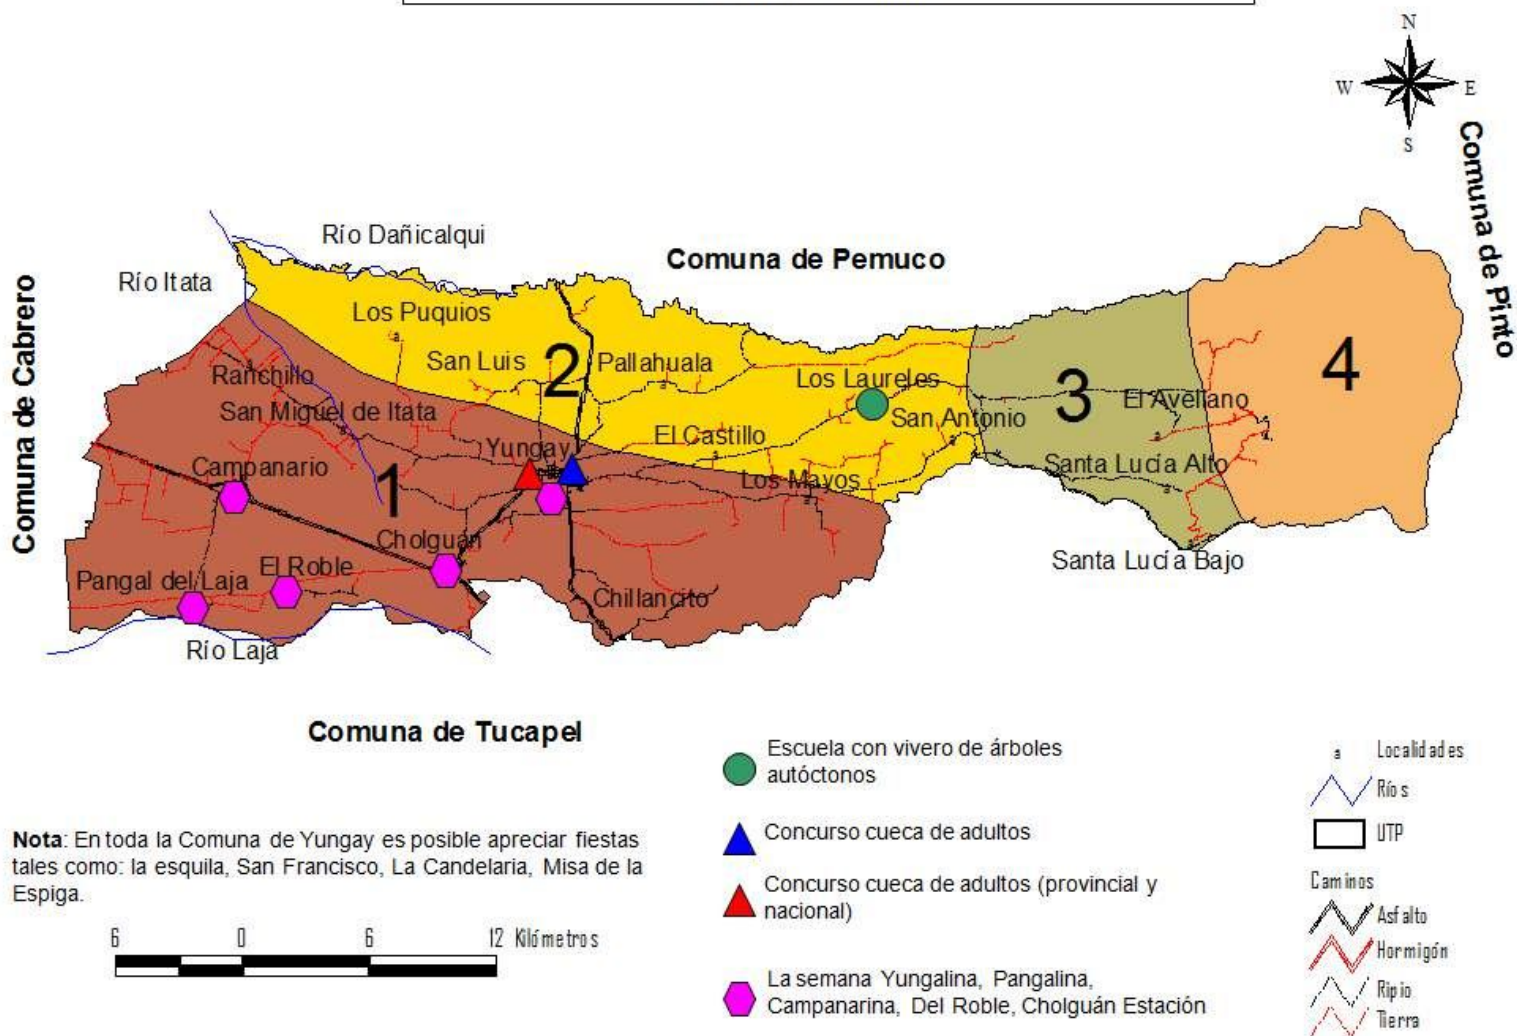 N
W
E
S
Comuna de Pinto
Río Dañicalqui
Comuna de Pemuco
Río Itata
Comuna de Cabrero
Los Puquios
San Luis
2
Pallahuala
Los Laureles
3
4
Ranchillo
San Miguel de Itata
El Avellano
San Antonio
Yungay
El Castillo
Campanario
1
Los Mayos
Santa Lucía Alto
Cholguán
El Roble
Pangal del Laja
Santa Lucía Bajo
Chillancito
Río Laja
Comuna de Tucapel
Nota: En toda la Comuna de Yungay es posible apreciar fiestas
tales como: la esquila, San Francisco, La Candelaria, Misa de la
Espiga.
6 0 6 12 Kilómetros
Escuela con vivero de árboles
autóctonos
Concurso cueca de adultos
Concurso cueca de adultos (provincial y
nacional)
La semana Yungalina, Pangalina,
Campanarina, Del Roble, Cholguán Estación
a Localidades
Ríos
UTP
Caminos
Asfalto
Hormigón
Ripio
Tierra